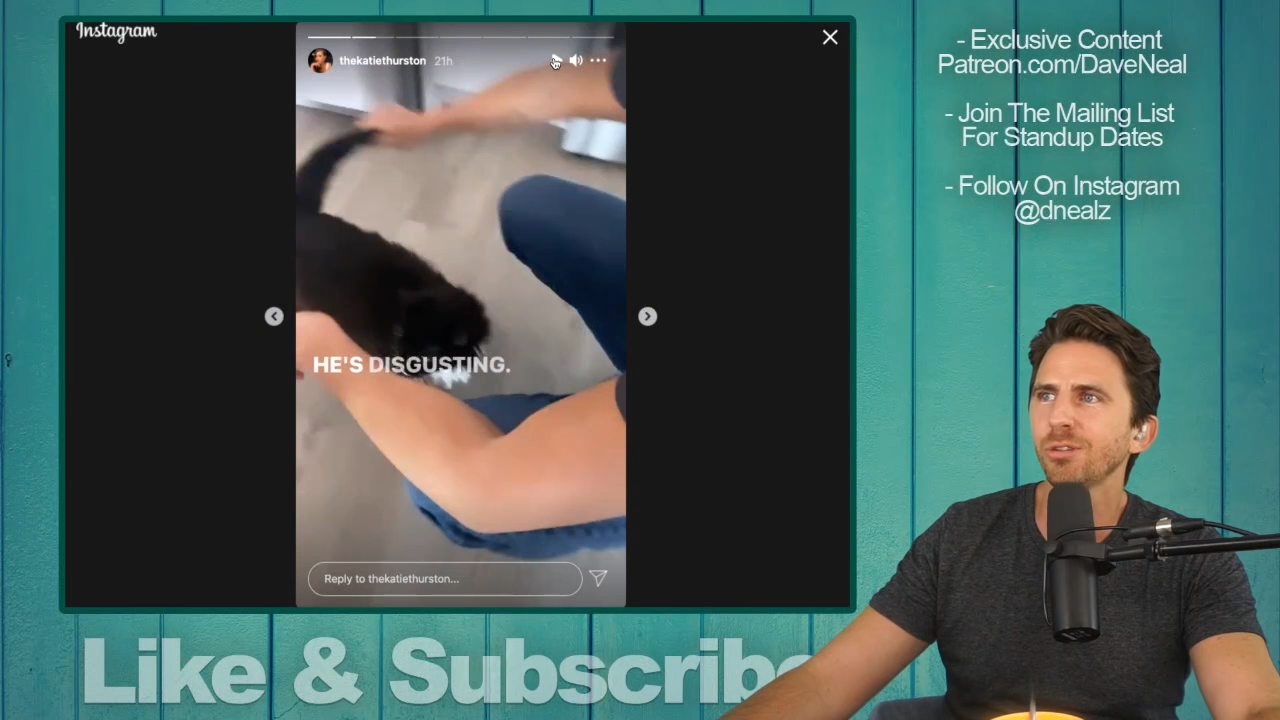 Instagram
thekatiethurston 21h
HE'S DISGUSTING.
Reply to thekatiethurston...
- Exclusive Content
Patreon.com/DaveNeal
- Join The Mailing List
For Standup Dates
- Follow On Instagram
@dnealz
Like & Subscribe